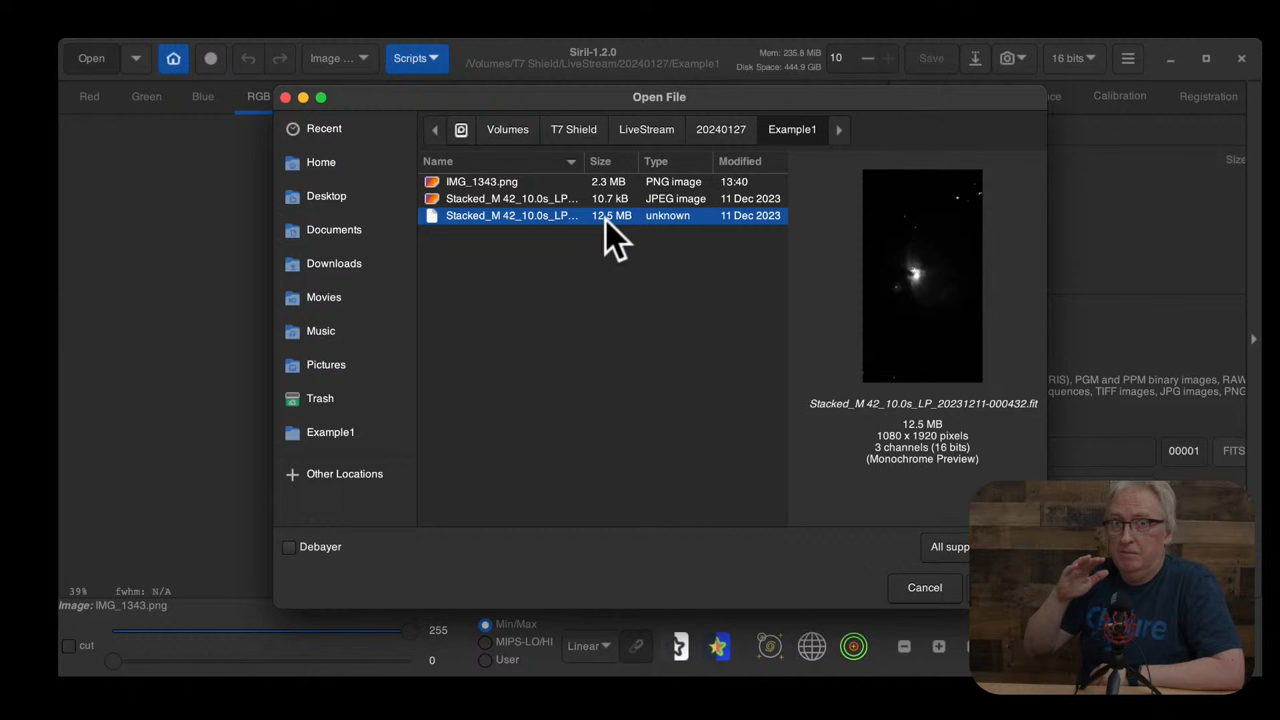 Open
Image ...
Scripts
Siril-1.2.0
/Volumes/T7 Shield/LiveStream/20240127/Example1
Mem: 235.8 MiB
Disk Space: 444.9 GiB
10
Save
16 bits
Red
Green
Blue
RGB
Calibration
Registration
Open File
Recent
Home
Desktop
Documents
Downloads
Movies
Music
Pictures
Trash
Example1
Other Locations
Volumes
T7 Shield
LiveStream
20240127
Example1
Name Size Type Modified
IMG_1343.png 2.3 MB PNG image 13:40
Stacked_M 42_10.0s_LP... 10.7 kB JPEG image 11 Dec 2023
Stacked_M 42_10.0s_LP... 12.5 MB unknown 11 Dec 2023
Stacked_M 42_10.0s_LP_20231211-000432.fit
12.5 MB
1080 x 1920 pixels
3 channels (16 bits)
(Monochrome Preview)
Size
RIS), PGM and PPM binary images, RAW
quences, TIFF images, JPG images, PNG
00001
FITS
Debayer
All supp
Cancel
39% fwhm: N/A
Image: IMG_1343.png
cut
255
0
Min/Max
MIPS-LO/HI
User
Linear